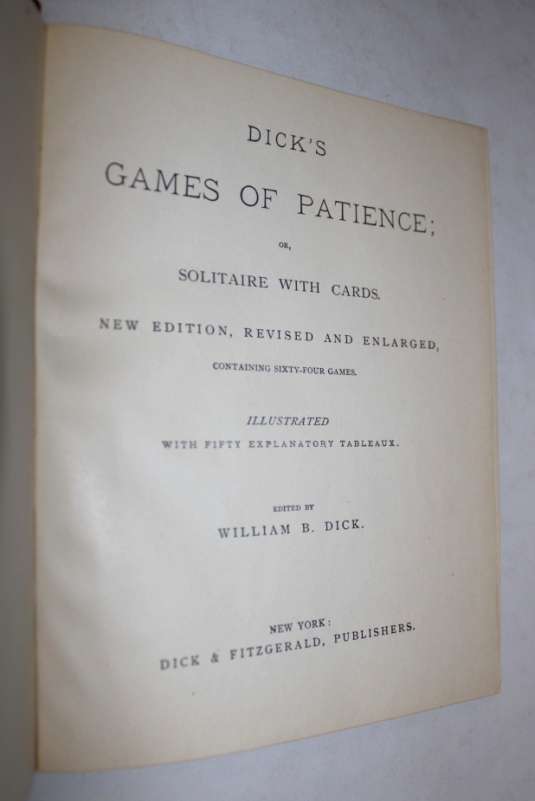 DICK'S
GAMES OF PATIENCE;
OR,
SOLITAIRE WITH CARDS.
NEW EDITION, REVISED AND ENLARGED,
CONTAINING SIXTY-FOUR GAMES.
ILLUSTRATED
WITH FIFTY EXPLANATORY TABLEAUX.
EDITED BY
WILLIAM B. DICK.
NEW YORK:
DICK & FITZGERALD, PUBLISHERS.